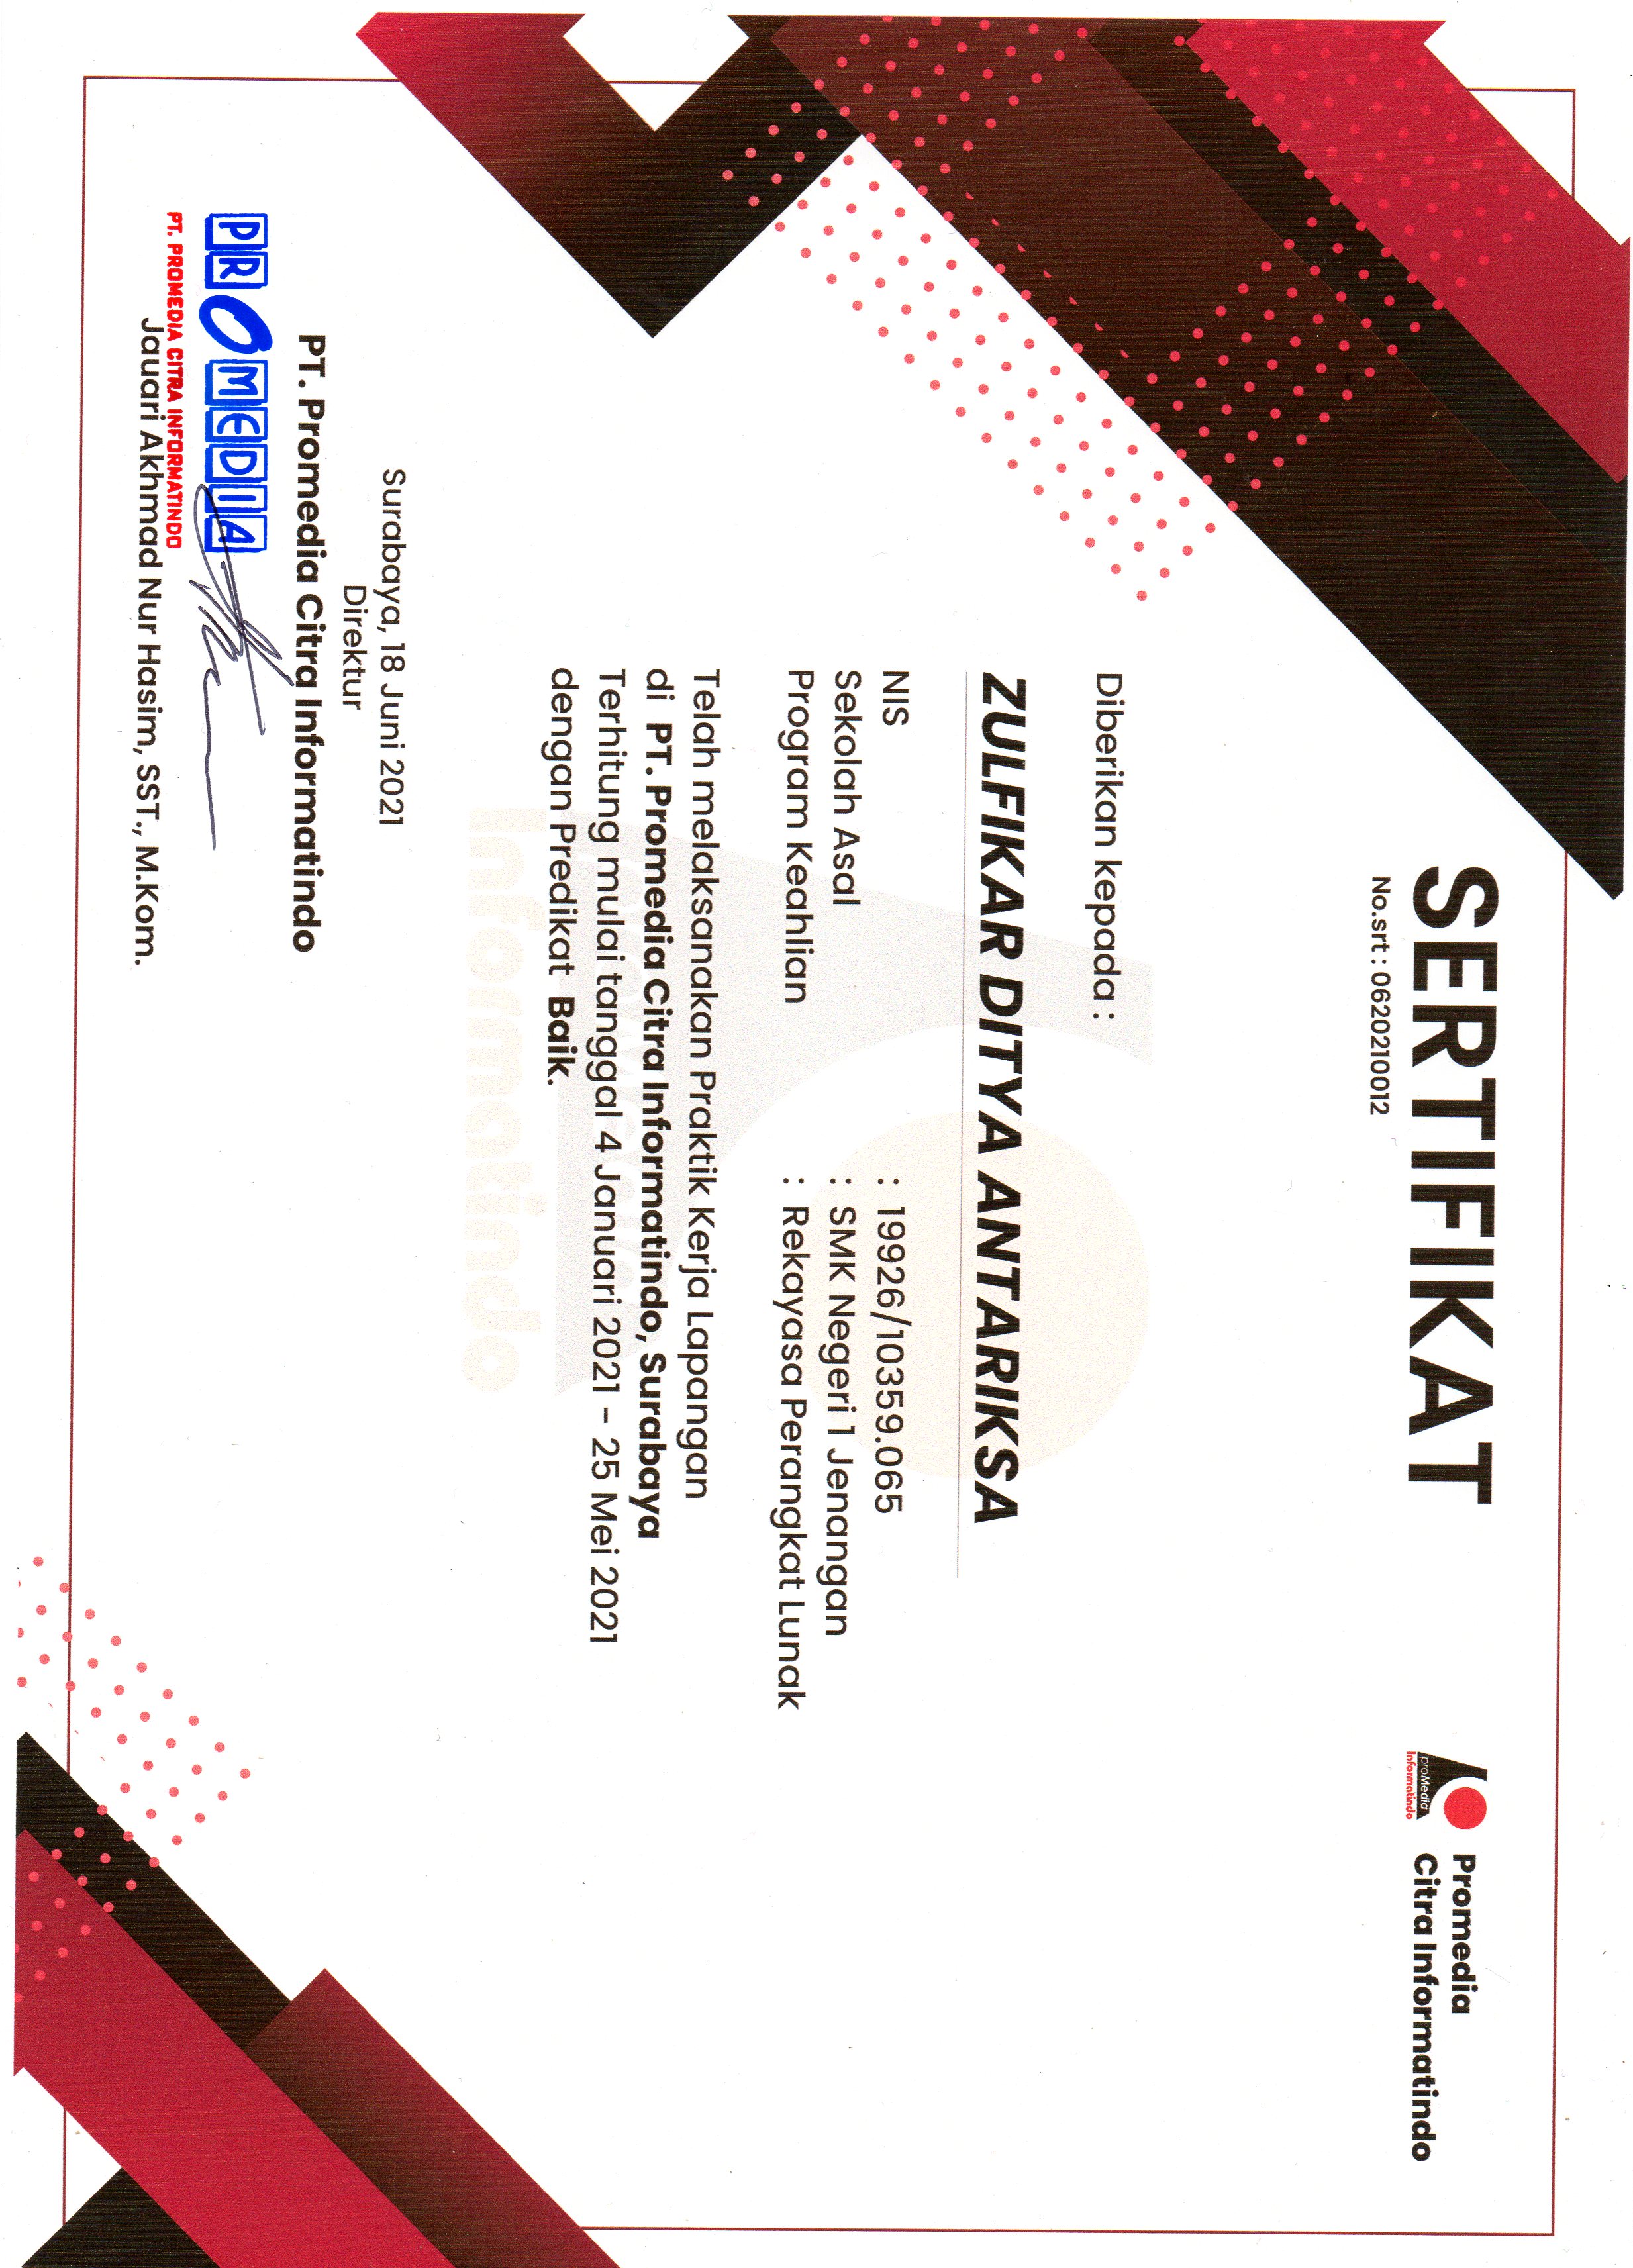 SERTIFIKAT
No.srt : 0620210012
proMedia
Informatindo
Promedia
Citra Informatindo
Diberikan kepada :
ZULFIKAR DITYA ANTARIKSA
NIS : 19926/10359.065
Sekolah Asal : SMK Negeri 1 Jenangan
Program Keahlian : Rekayasa Perangkat Lunak
Telah melaksanakan Praktik Kerja Lapangan
di PT. Promedia Citra Informatindo, Surabaya
Terhitung mulai tanggal 4 Januari 2021 - 25 Mei 2021
dengan Predikat Baik.
proMedia
Informatindo
Surabaya, 18 Juni 2021
Direktur
PT. Promedia Citra Informatindo
PROMEDIA
PT. PROMEDIA CITRA INFORMATINDO
Jauari Akhmad Nur Hasim, SST., M.Kom.